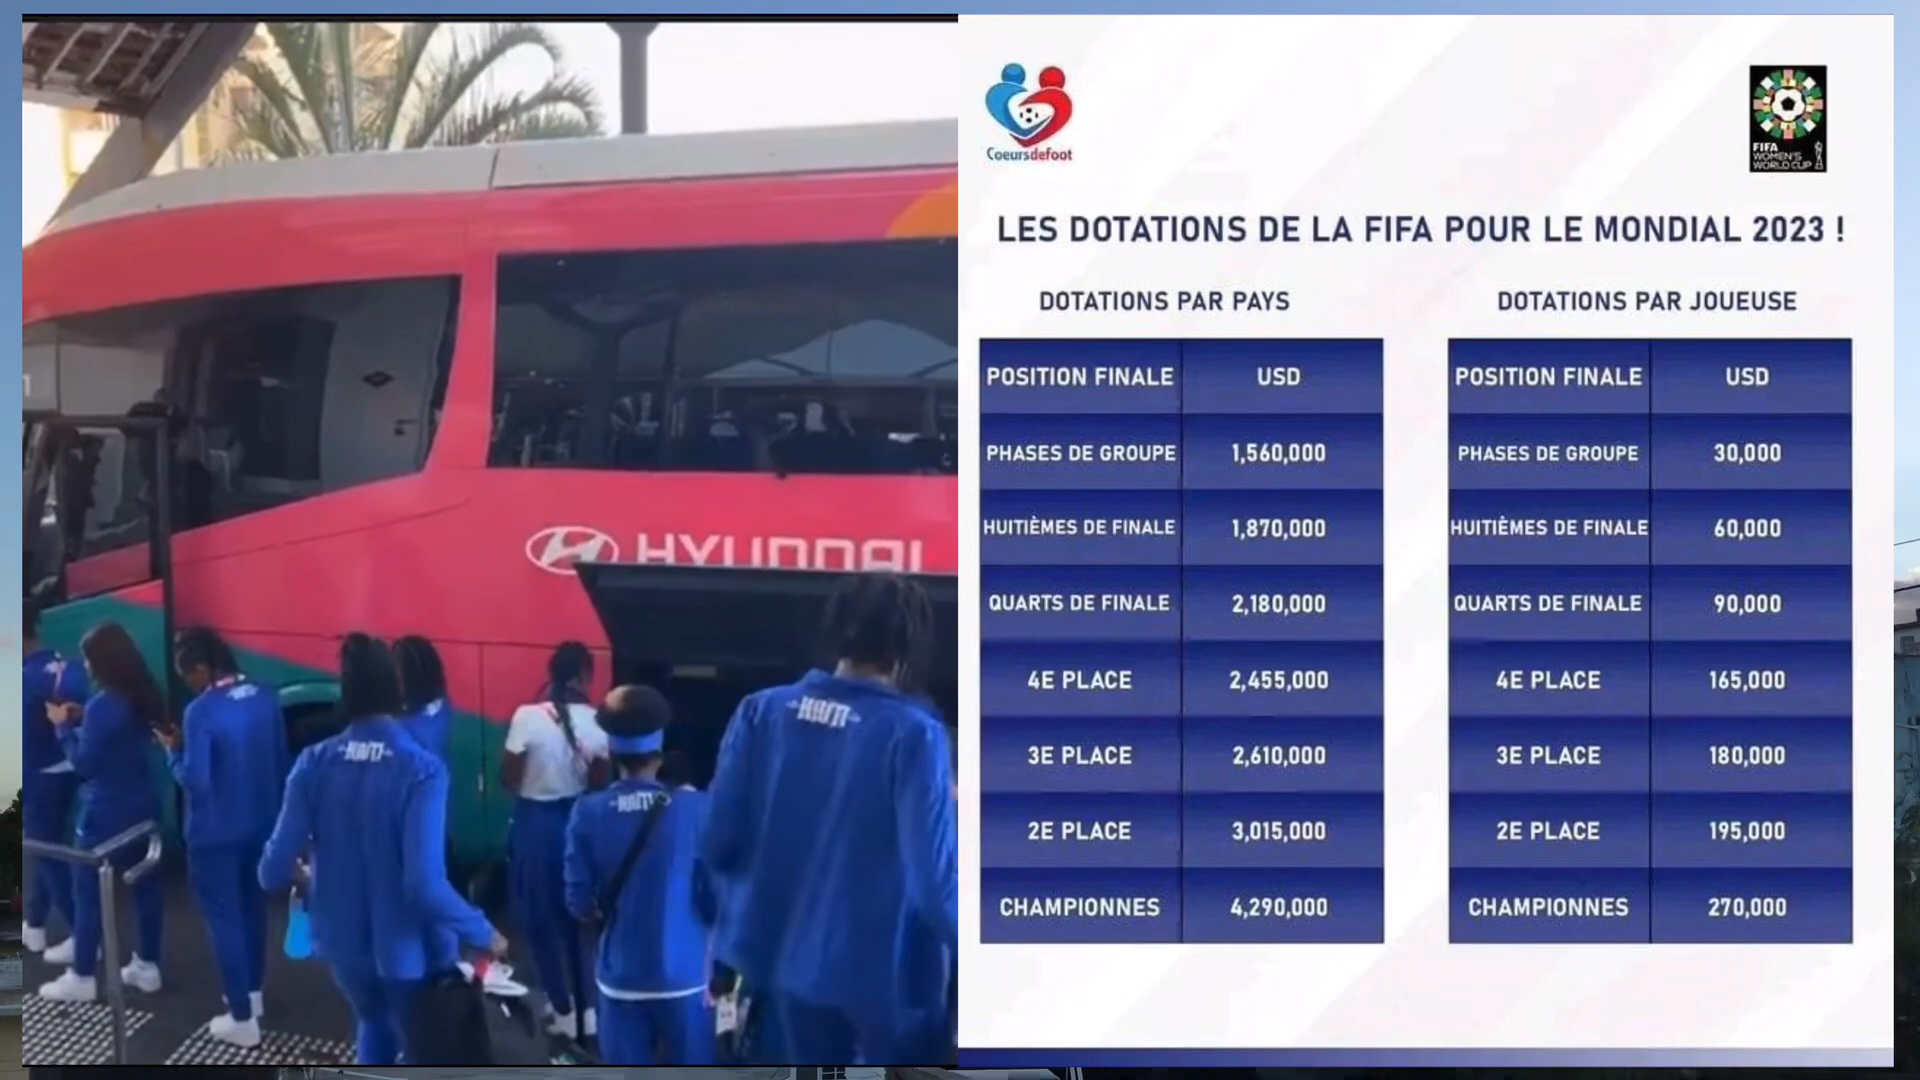 HYUNDAI
HAITI
HAITI
HAITI
HAITI
Coeursdefoot
FIFA
WOMEN'S
WORLD CUP
LES DOTATIONS DE LA FIFA POUR LE MONDIAL 2023 !
DOTATIONS PAR PAYS
POSITION FINALE USD
PHASES DE GROUPE 1,560,000
HUITIÈMES DE FINALE 1,870,000
QUARTS DE FINALE 2,180,000
4E PLACE 2,455,000
3E PLACE 2,610,000
2E PLACE 3,015,000
CHAMPIONNES 4,290,000
DOTATIONS PAR JOUEUSE
POSITION FINALE USD
PHASES DE GROUPE 30,000
HUITIÈMES DE FINALE 60,000
QUARTS DE FINALE 90,000
4E PLACE 165,000
3E PLACE 180,000
2E PLACE 195,000
CHAMPIONNES 270,000